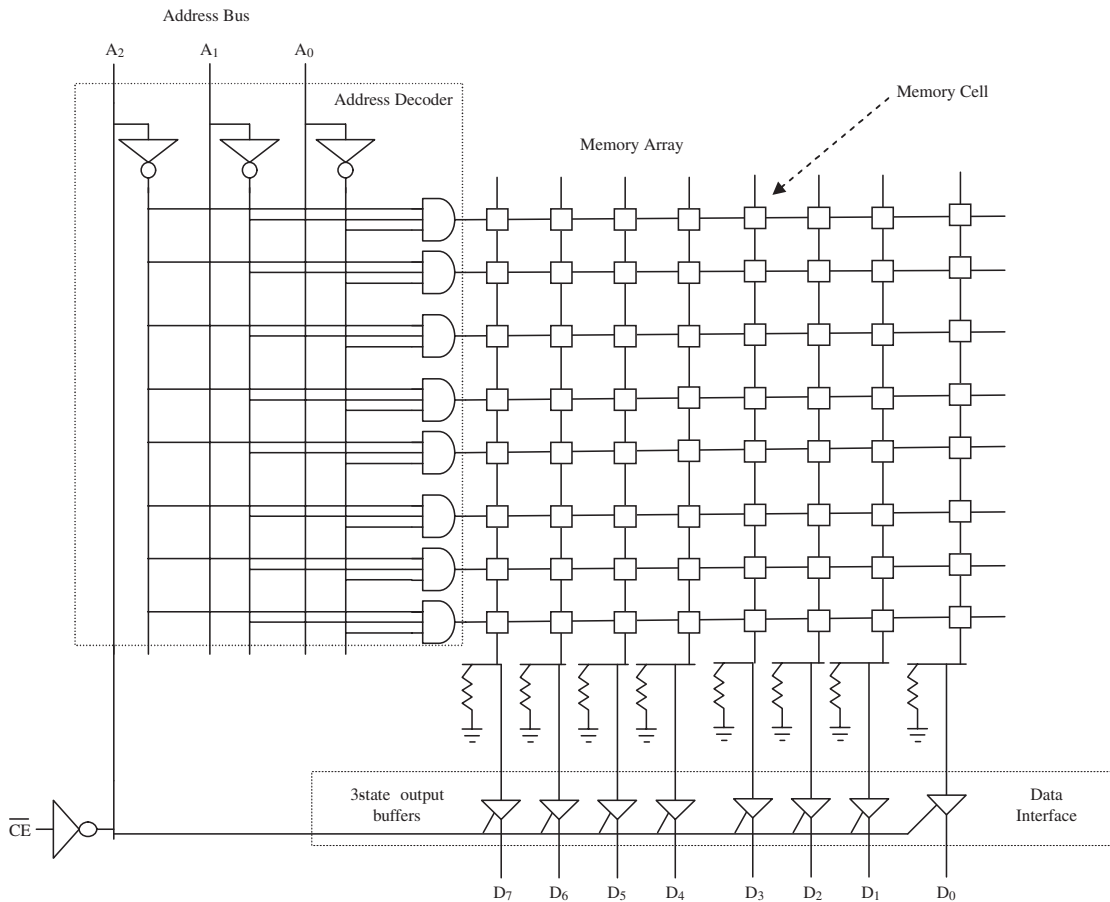 Address Bus
A₂ A₁ A₀
Address Decoder
Memory Cell
Memory Array
3state output
buffers
Data
Interface
C̅E̅
D₇ D₆ D₅ D₄ D₃ D₂ D₁ D₀